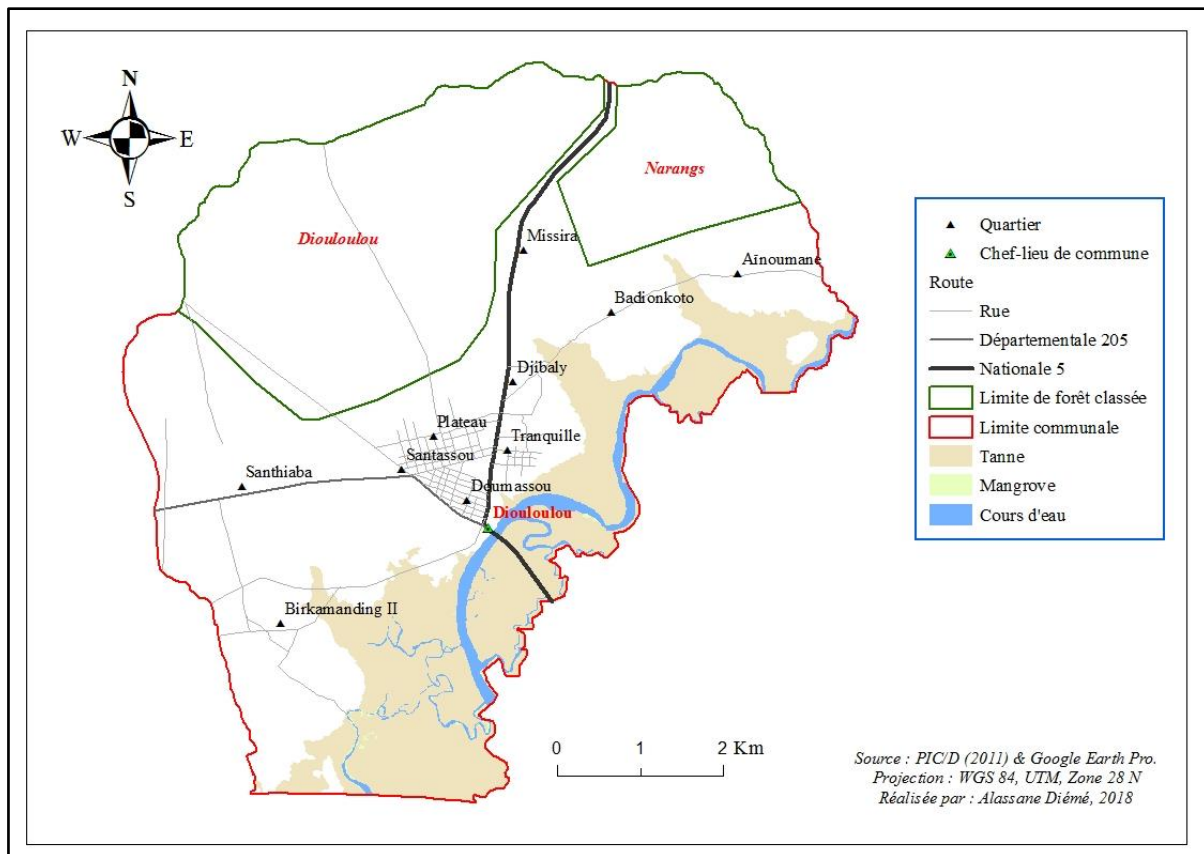 N
W
E
S
Narangs
Diouloulou
Missira
Aïnoumane
Badionkoto
Djibaly
Plateau
Tranquille
Santassou
Santhiaba
Doumassou
Diouloulou
Birkamanding II
Quartier
Chef-lieu de commune
Route
Rue
Départementale 205
Nationale 5
Limite de forêt classée
Limite communale
Tanne
Mangrove
Cours d'eau
0 1 2 Km
Source : PIC/D (2011) & Google Earth Pro.
Projection : WGS 84, UTM, Zone 28 N
Réalisée par : Alassane Diémé, 2018